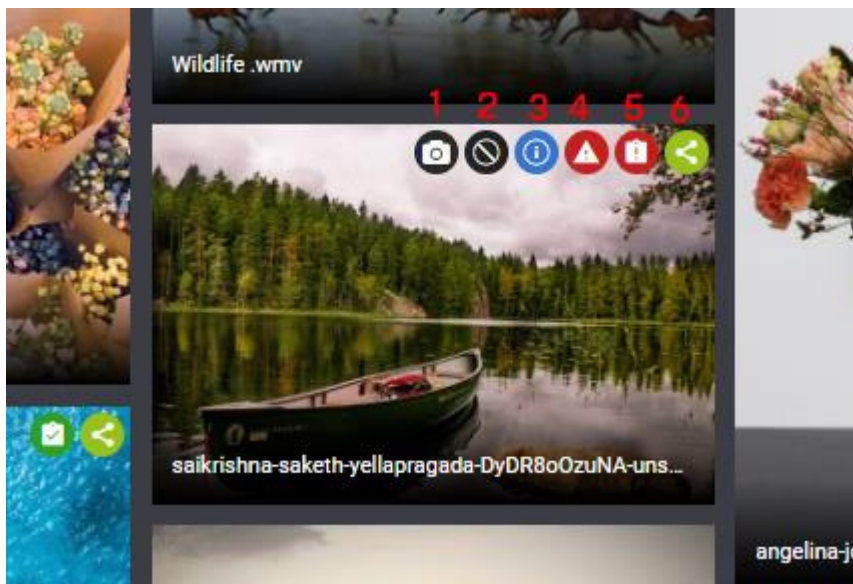 Wildlife .wmv
1 2 3 4 5 6
saikrishna-saketh-yellapragada-DyDR8oOzuNA-uns...
angelina-j